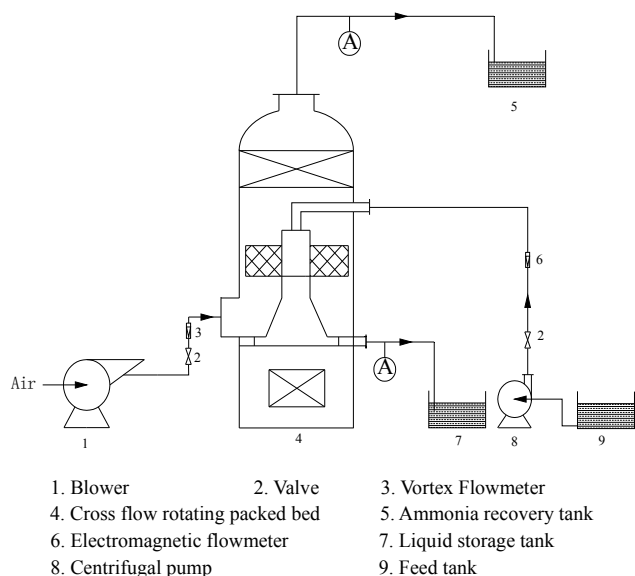 A
5
6
3
2
2
Air
A
1
4
7
8
9
1. Blower 2. Valve 3. Vortex Flowmeter
4. Cross flow rotating packed bed 5. Ammonia recovery tank
6. Electromagnetic flowmeter 7. Liquid storage tank
8. Centrifugal pump 9. Feed tank